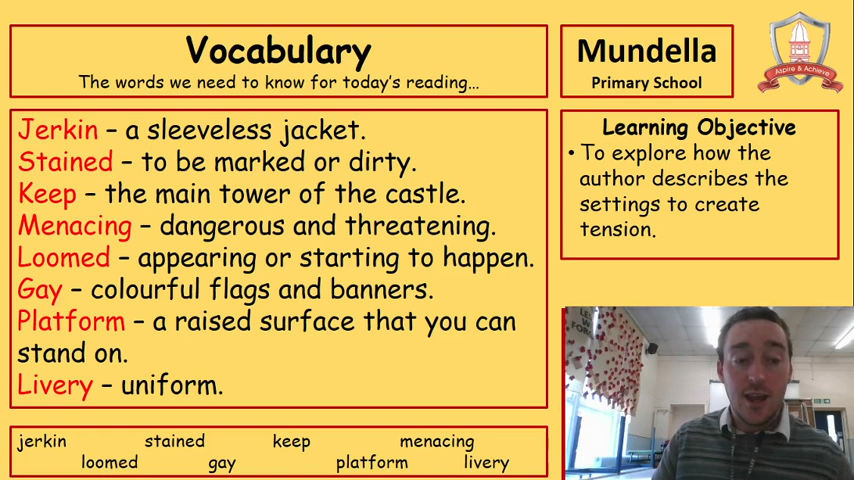 Vocabulary
The words we need to know for today's reading...
Jerkin – a sleeveless jacket.
Stained – to be marked or dirty.
Keep – the main tower of the castle.
Menacing – dangerous and threatening.
Loomed – appearing or starting to happen.
Gay – colourful flags and banners.
Platform – a raised surface that you can
stand on.
Livery – uniform.
jerkin stained keep menacing
loomed gay platform livery
Mundella
Primary School
Aspire & Achieve
Learning Objective
• To explore how the
author describes the
settings to create
tension.